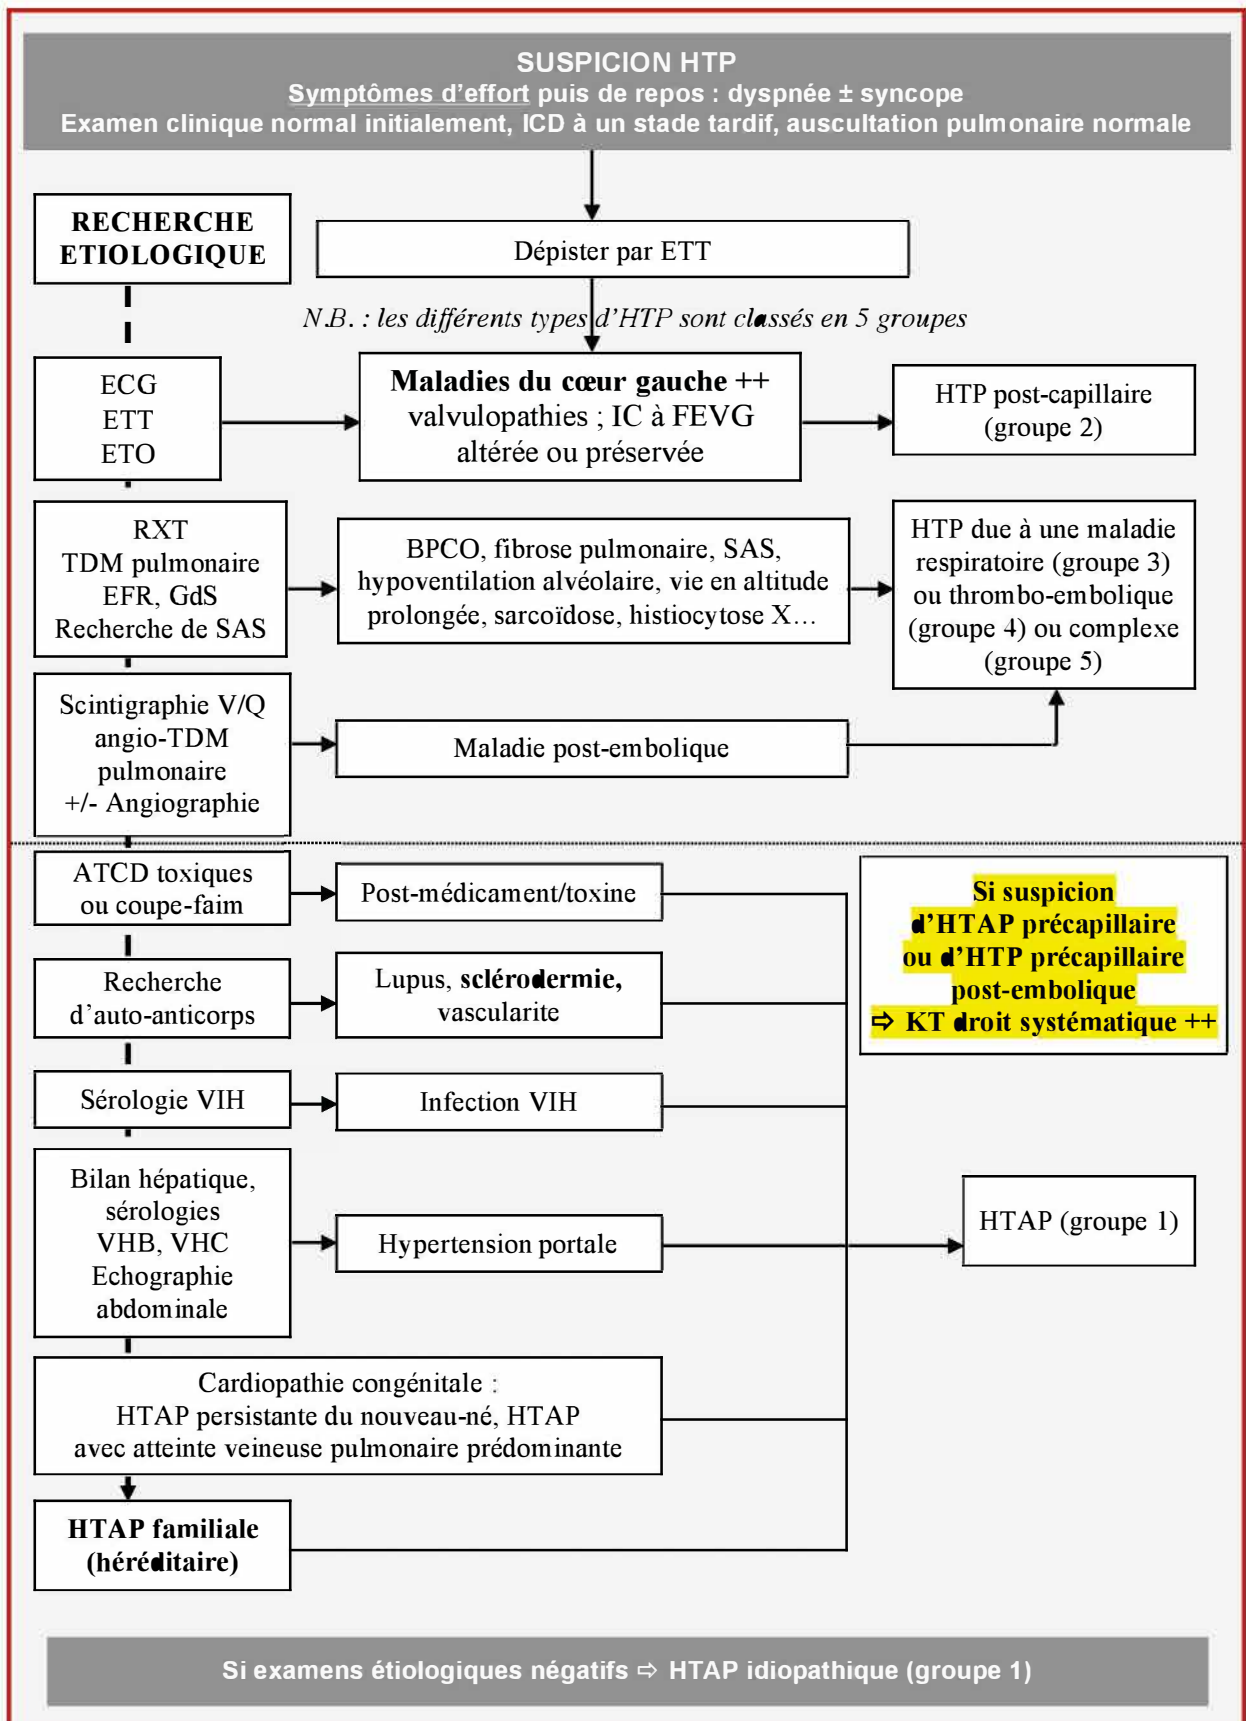 SUSPICION HTP
Symptômes d'effort puis de repos : dyspnée ± syncope
Examen clinique normal initialement, ICD à un stade tardif, auscultation pulmonaire normale
RECHERCHE
ETIOLOGIQUE
Dépister par ETT
N.B. : les différents types d'HTP sont classés en 5 groupes
ECG
ETT
ETO
Maladies du cœur gauche ++
valvulopathies ; IC à FEVG
altérée ou préservée
HTP post-capillaire
(groupe 2)
RXT
TDM pulmonaire
EFR, GdS
Recherche de SAS
BPCO, fibrose pulmonaire, SAS,
hypoventilation alvéolaire, vie en altitude
prolongée, sarcoïdose, histiocytose X…
HTP due à une maladie
respiratoire (groupe 3)
ou thrombo-embolique
(groupe 4) ou complexe
(groupe 5)
Scintigraphie V/Q
angio-TDM
pulmonaire
+/- Angiographie
Maladie post-embolique
ATCD toxiques
ou coupe-faim
Post-médicament/toxine
Si suspicion
d'HTAP précapillaire
ou d'HTP précapillaire
post-embolique
⇨ KT droit systématique ++
Recherche
d'auto-anticorps
Lupus, sclérodermie,
vascularite
Sérologie VIH
Infection VIH
Bilan hépatique,
sérologies
VHB, VHC
Echographie
abdominale
Hypertension portale
HTAP (groupe 1)
Cardiopathie congénitale :
HTAP persistante du nouveau-né, HTAP
avec atteinte veineuse pulmonaire prédominante
HTAP familiale
(héréditaire)
Si examens étiologiques négatifs ⇨ HTAP idiopathique (groupe 1)